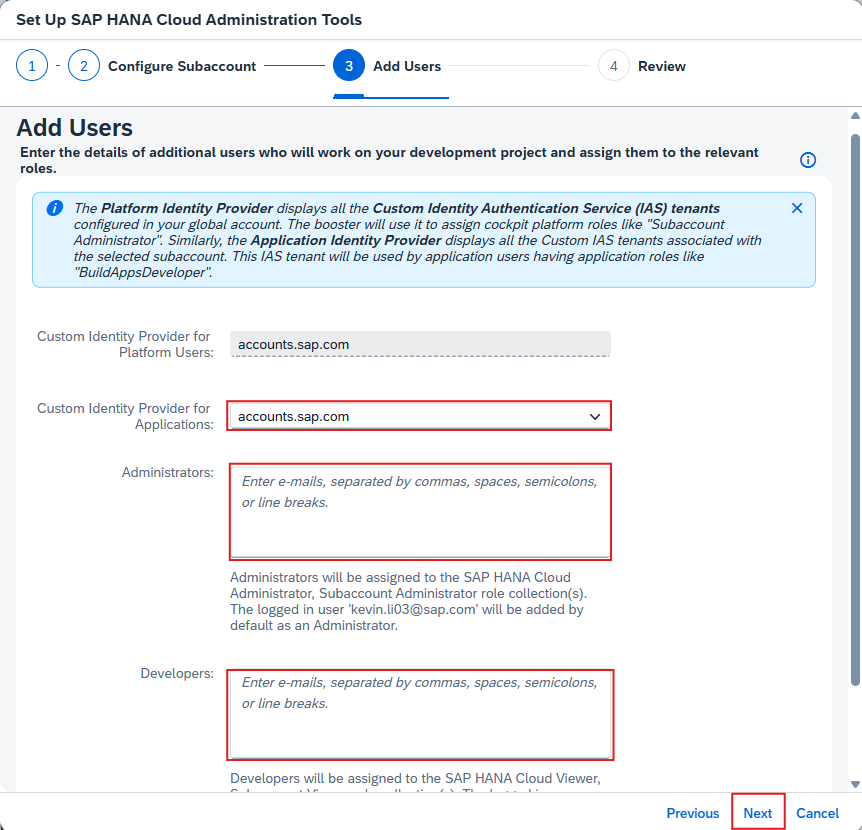 Set Up SAP HANA Cloud Administration Tools
1 - 2 Configure Subaccount 3 Add Users 4 Review
Add Users
Enter the details of additional users who will work on your development project and assign them to the relevant
roles.
The Platform Identity Provider displays all the Custom Identity Authentication Service (IAS) tenants
configured in your global account. The booster will use it to assign cockpit platform roles like "Subaccount
Administrator". Similarly, the Application Identity Provider displays all the Custom IAS tenants associated with
the selected subaccount. This IAS tenant will be used by application users having application roles like
"BuildAppsDeveloper".
Custom Identity Provider for
Platform Users:
accounts.sap.com
Custom Identity Provider for
Applications:
accounts.sap.com
Administrators:
Enter e-mails, separated by commas, spaces, semicolons,
or line breaks.
Administrators will be assigned to the SAP HANA Cloud
Administrator, Subaccount Administrator role collection(s).
The logged in user 'kevin.li03@sap.com' will be added by
default as an Administrator.
Developers:
Enter e-mails, separated by commas, spaces, semicolons,
or line breaks.
Developers will be assigned to the SAP HANA Cloud Viewer,
Previous Next Cancel